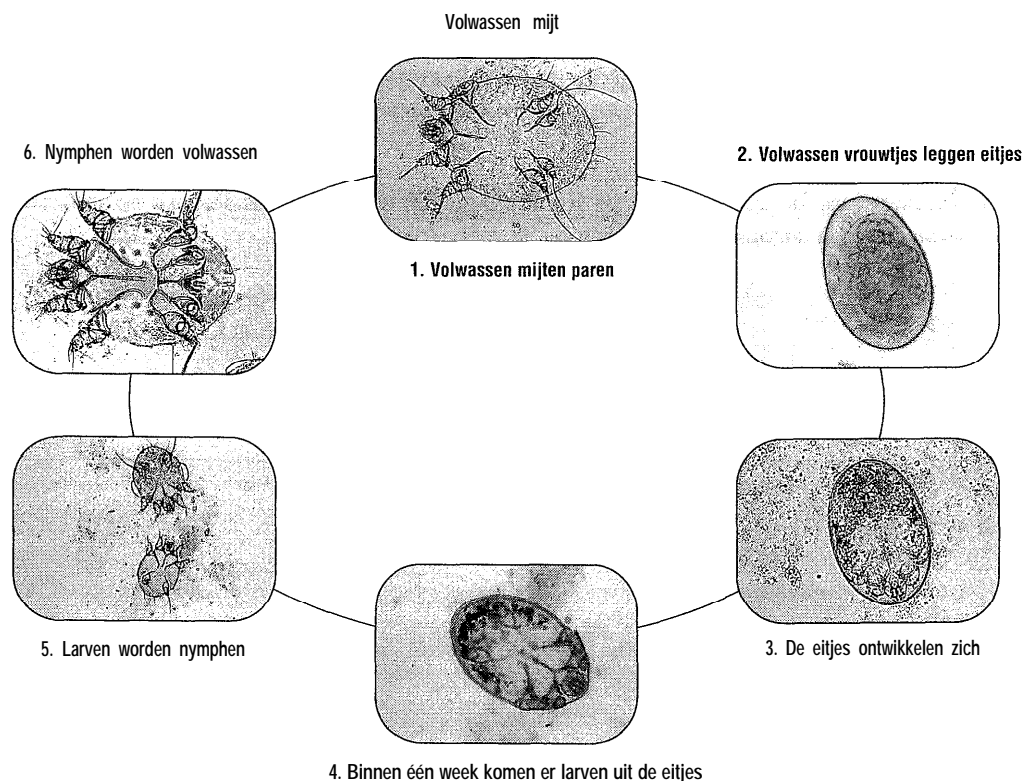 Volwassen mijt
1. Volwassen mijten paren
2. Volwassen vrouwtjes leggen eitjes
3. De eitjes ontwikkelen zich
4. Binnen één week komen er larven uit de eitjes
5. Larven worden nymphen
6. Nymphen worden volwassen